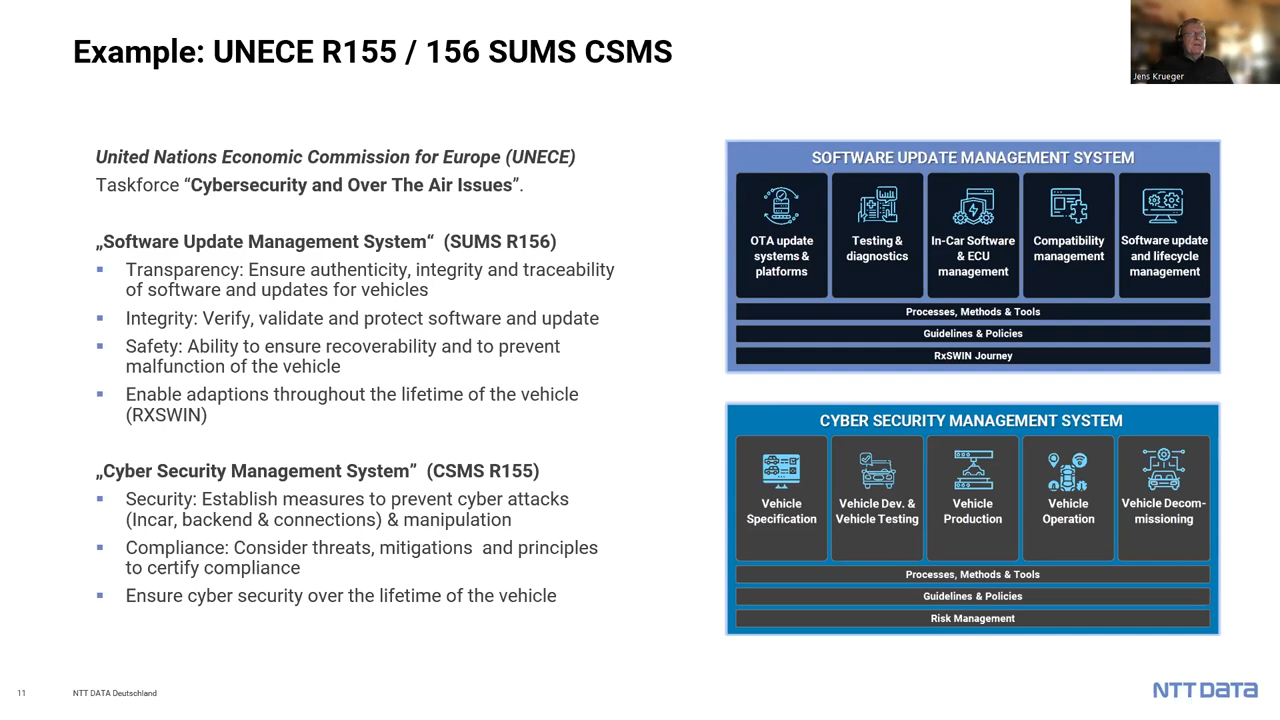 Example: UNECE R155 / 156 SUMS CSMS
Jens Krueger
United Nations Economic Commission for Europe (UNECE)
Taskforce “Cybersecurity and Over The Air Issues”.
„Software Update Management System“ (SUMS R156)
▪ Transparency: Ensure authenticity, integrity and traceability
of software and updates for vehicles
▪ Integrity: Verify, validate and protect software and update
▪ Safety: Ability to ensure recoverability and to prevent
malfunction of the vehicle
▪ Enable adaptions throughout the lifetime of the vehicle
(RXSWIN)
„Cyber Security Management System” (CSMS R155)
▪ Security: Establish measures to prevent cyber attacks
(Incar, backend & connections) & manipulation
▪ Compliance: Consider threats, mitigations and principles
to certify compliance
▪ Ensure cyber security over the lifetime of the vehicle
SOFTWARE UPDATE MANAGEMENT SYSTEM
OTA update
systems &
platforms
Testing &
diagnostics
In-Car Software
& ECU
management
Compatibility
management
Software update
and lifecycle
management
Processes, Methods & Tools
Guidelines & Policies
RxSWIN Journey
CYBER SECURITY MANAGEMENT SYSTEM
Vehicle
Specification
Vehicle Dev. &
Vehicle Testing
Vehicle
Production
Vehicle
Operation
Vehicle Decom-
missioning
Processes, Methods & Tools
Guidelines & Policies
Risk Management
11
NTT DATA Deutschland
NTT DATA